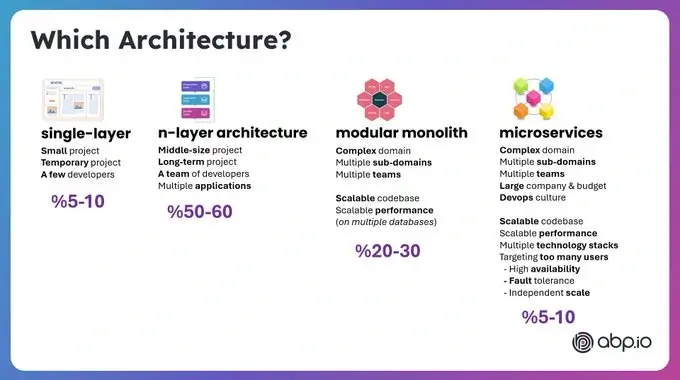 Which Architecture?
single-layer
Small project
Temporary project
A few developers
%5-10
n-layer architecture
Middle-size project
Long-term project
A team of developers
Multiple applications
%50-60
modular monolith
Complex domain
Multiple sub-domains
Multiple teams
Scalable codebase
Scalable performance
(on multiple databases)
%20-30
microservices
Complex domain
Multiple sub-domains
Multiple teams
Large company & budget
Devops culture
Scalable codebase
Scalable performance
Multiple technology stacks
Targeting too many users
- High availability
- Fault tolerance
- Independent scale
%5-10
abp.io